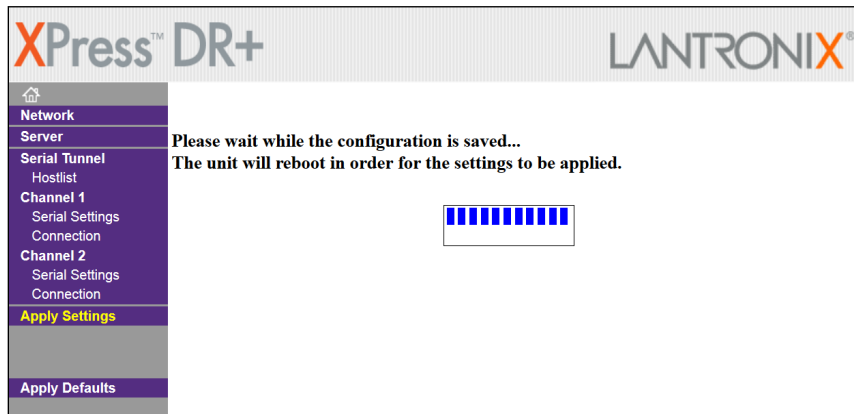 XPress™ DR+
LANTRONIX®
Network
Server
Serial Tunnel
Hostlist
Channel 1
Serial Settings
Connection
Channel 2
Serial Settings
Connection
Apply Settings
Apply Defaults
Please wait while the configuration is saved...
The unit will reboot in order for the settings to be applied.